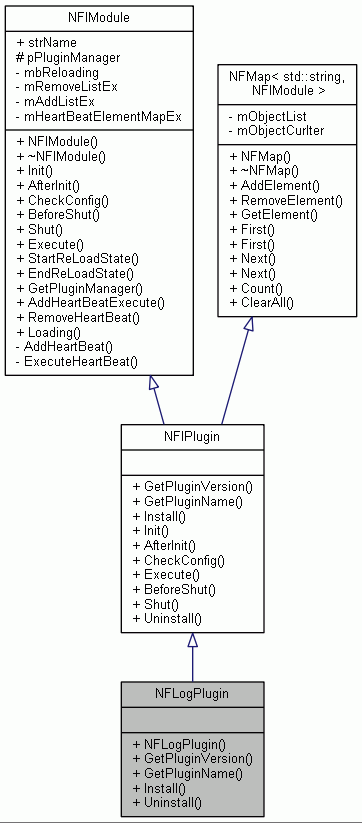 NFIModule
+ strName
# pPluginManager
- mbReloading
- mRemoveListEx
- mAddListEx
- mHeartBeatElementMapEx
+ NFIModule()
+ ~NFIModule()
+ Init()
+ AfterInit()
+ CheckConfig()
+ BeforeShut()
+ Shut()
+ Execute()
+ StartReLoadState()
+ EndReLoadState()
+ GetPluginManager()
+ AddHeartBeatExecute()
+ RemoveHeartBeat()
+ Loading()
- AddHeartBeat()
- ExecuteHeartBeat()
NFMap< std::string,
NFIModule >
- mObjectList
- mObjectCurIter
+ NFMap()
+ ~NFMap()
+ AddElement()
+ RemoveElement()
+ GetElement()
+ First()
+ First()
+ Next()
+ Next()
+ Count()
+ ClearAll()
NFIPlugin
+ GetPluginVersion()
+ GetPluginName()
+ Install()
+ Init()
+ AfterInit()
+ CheckConfig()
+ Execute()
+ BeforeShut()
+ Shut()
+ Uninstall()
NFLogPlugin
+ NFLogPlugin()
+ GetPluginVersion()
+ GetPluginName()
+ Install()
+ Uninstall()